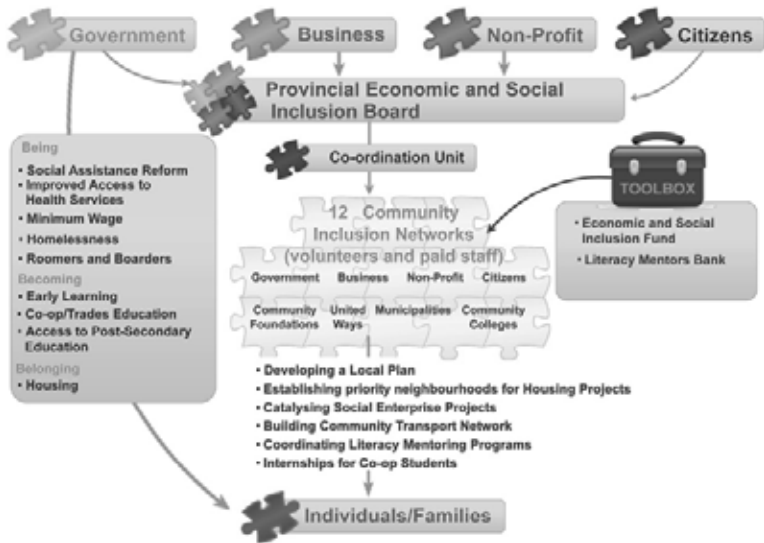 Government
Business
Non-Profit
Citizens
Provincial Economic and Social
Inclusion Board
Co-ordination Unit
Being
• Social Assistance Reform
• Improved Access to
Health Services
• Minimum Wage
• Homelessness
• Roomers and Boarders
Becoming
• Early Learning
• Co-op/Trades Education
• Access to Post-Secondary
Education
Belonging
• Housing
12 Community
Inclusion Networks
(volunteers and paid staff)
Government Business Non-Profit Citizens
Community Foundations
United Ways
Municipalities
Community Colleges
TOOLBOX
• Economic and Social
Inclusion Fund
• Literacy Mentors Bank
• Developing a Local Plan
• Establishing priority neighbourhoods for Housing Projects
• Catalysing Social Enterprise Projects
• Building Community Transport Network
• Coordinating Literacy Mentoring Programs
• Internships for Co-op Students
Individuals/Families